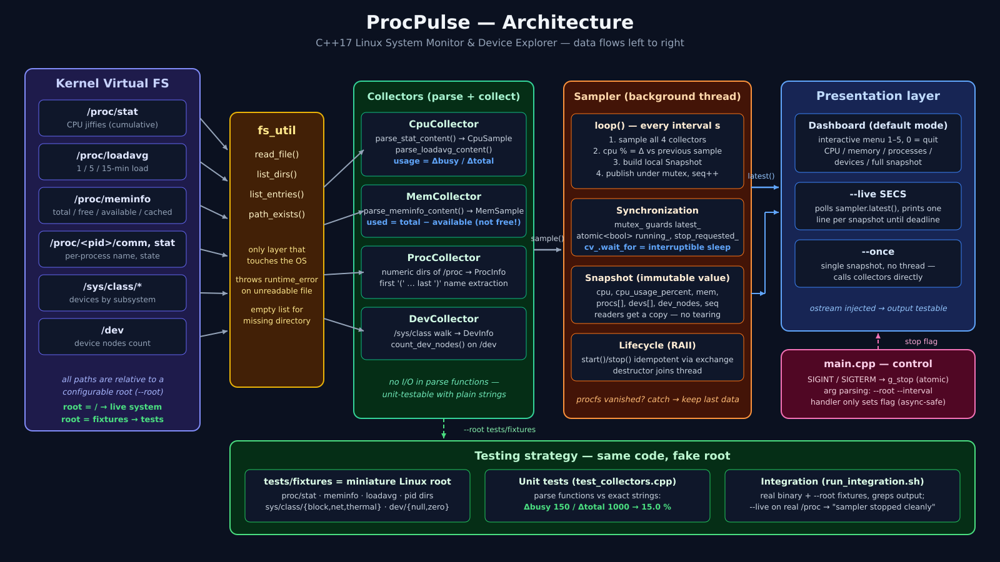 ProcPulse — Architecture
C++17 Linux System Monitor & Device Explorer — data flows left to right
Kernel Virtual FS
/proc/stat
CPU jiffies (cumulative)
/proc/loadavg
1 / 5 / 15-min load
/proc/meminfo
total / free / available / cached
/proc/<pid>/comm, stat
per-process name, state
/sys/class/*
devices by subsystem
/dev
device nodes count
all paths are relative to a
configurable root (--root)
root = / → live system
root = fixtures → tests
fs_util
read_file()
list_dirs()
list_entries()
path_exists()
only layer that
touches the OS
throws runtime_error
on unreadable file
empty list for
missing directory
Collectors (parse + collect)
CpuCollector
parse_stat_content() → CpuSample
parse_loadavg_content()
usage = Δbusy / Δtotal
MemCollector
parse_meminfo_content() → MemSample
used = total − available (not free!)
ProcCollector
numeric dirs of /proc → ProcInfo
first '(' … last ')' name extraction
DevCollector
/sys/class walk → DevInfo
count_dev_nodes() on /dev
no I/O in parse functions —
unit-testable with plain strings
sample()
Sampler (background thread)
loop() — every interval s
1. sample all 4 collectors
2. cpu % = Δ vs previous sample
3. build local Snapshot
4. publish under mutex, seq++
Synchronization
mutex_ guards latest_
atomic<bool> running_, stop_requested_
cv_.wait_for = interruptible sleep
Snapshot (immutable value)
cpu, cpu_usage_percent, mem,
procs[], devs[], dev_nodes, seq
readers get a copy — no tearing
Lifecycle (RAII)
start()/stop() idempotent via exchange
destructor joins thread
procfs vanished? catch → keep last data
latest()
Presentation layer
Dashboard (default mode)
interactive menu 1–5, 0 = quit
CPU / memory / processes /
devices / full snapshot
--live SECS
polls sampler.latest(), prints one
line per snapshot until deadline
--once
single snapshot, no thread —
calls collectors directly
ostream injected → output testable
stop flag
main.cpp — control
SIGINT / SIGTERM → g_stop (atomic)
arg parsing: --root --interval
handler only sets flag (async-safe)
--root tests/fixtures
Testing strategy — same code, fake root
tests/fixtures = miniature Linux root
proc/stat · meminfo · loadavg · pid dirs
sys/class/{block,net,thermal} · dev/{null,zero}
Unit tests (test_collectors.cpp)
parse functions vs exact strings:
Δbusy 150 / Δtotal 1000 → 15.0 %
Integration (run_integration.sh)
real binary + --root fixtures, greps output;
--live on real /proc → "sampler stopped cleanly"